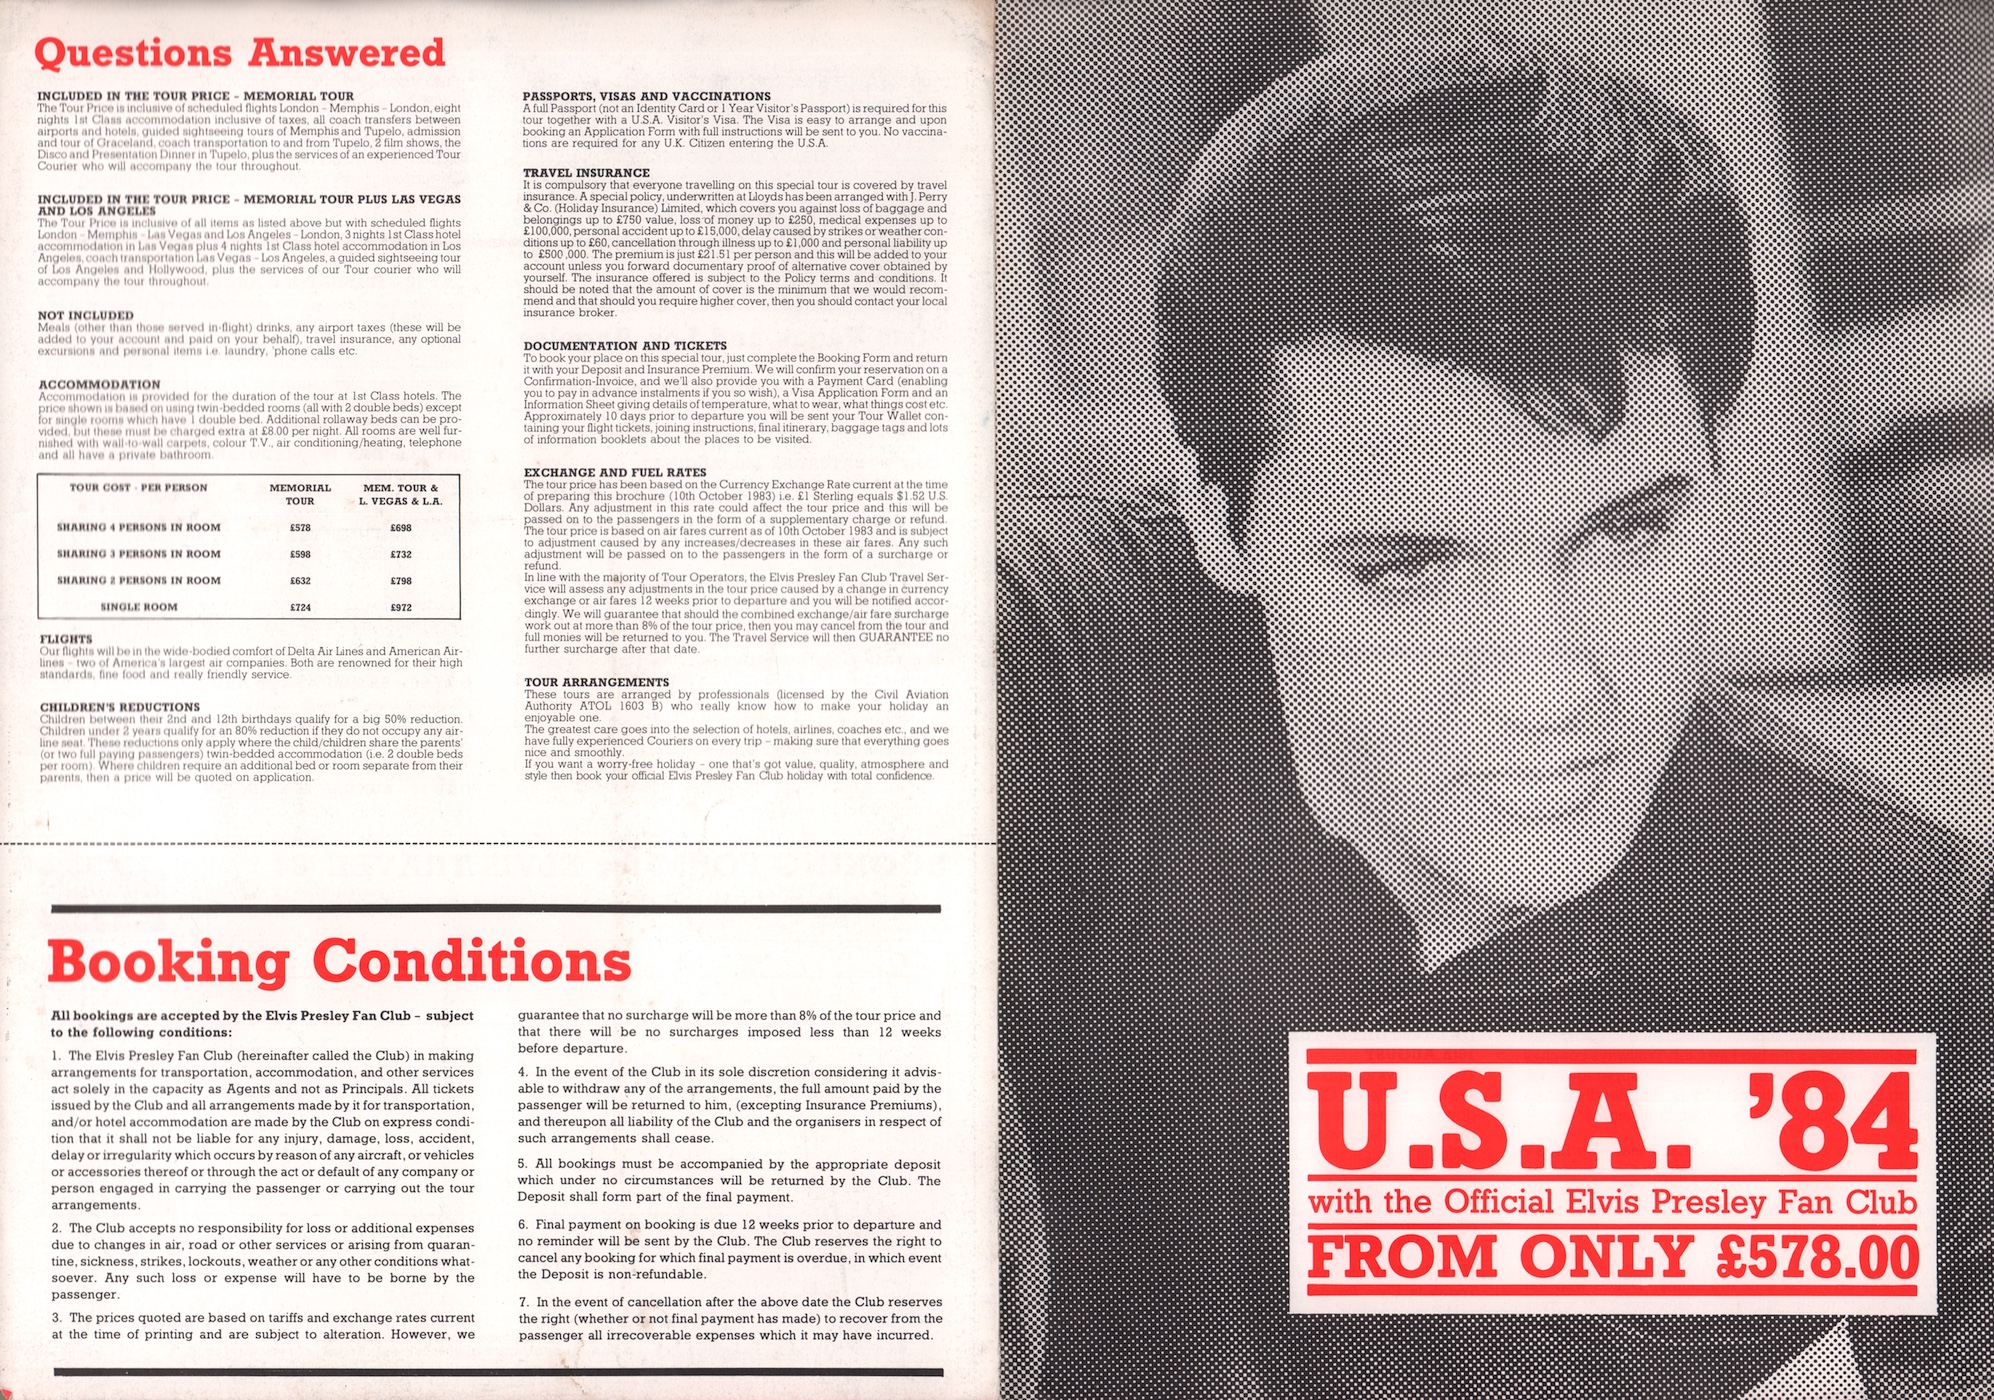 Questions Answered
INCLUDED IN THE TOUR PRICE – MEMORIAL TOUR
The Tour Price is inclusive of scheduled flights London – Memphis – London, eight
nights 1st Class accommodation inclusive of taxes, all coach transfers between
airports and hotels, guided sightseeing tours of Memphis and Tupelo, admission
and tour of Graceland, coach transportation to and from Tupelo, 2 film shows, the
Disco and Presentation Dinner in Tupelo, plus the services of an experienced Tour
Courier who will accompany the tour throughout.
INCLUDED IN THE TOUR PRICE – MEMORIAL TOUR PLUS LAS VEGAS
AND LOS ANGELES
The Tour Price is inclusive of all items as listed above but with scheduled flights
London – Memphis – Las Vegas and Los Angeles – London, 3 nights 1st Class hotel
accommodation in Las Vegas plus 4 nights 1st Class hotel accommodation in Los
Angeles, coach transportation Las Vegas – Los Angeles, a guided sightseeing tour
of Los Angeles and Hollywood, plus the services of our Tour courier who will
accompany the tour throughout.
NOT INCLUDED
Meals (other than those served in-flight) drinks, any airport taxes (these will be
added to your account and paid on your behalf), travel insurance, any optional
excursions and personal items i.e. laundry, 'phone calls etc.
ACCOMMODATION
Accommodation is provided for the duration of the tour at 1st Class hotels. The
price shown is based on using twin-bedded rooms (all with 2 double beds) except
for single rooms which have 1 double bed. Additional rollaway beds can be pro-
vided, but these must be charged extra at £8.00 per night. All rooms are well fur-
nished with wall-to-wall carpets, colour T.V., air conditioning/heating, telephone
and all have a private bathroom.
TOUR COST - PER PERSON MEMORIAL TOUR MEM. TOUR & L. VEGAS & L.A.
SHARING 4 PERSONS IN ROOM £578 £698
SHARING 3 PERSONS IN ROOM £598 £732
SHARING 2 PERSONS IN ROOM £632 £798
SINGLE ROOM £724 £972
FLIGHTS
Our flights will be in the wide-bodied comfort of Delta Air Lines and American Air-
lines – two of America's largest air companies. Both are renowned for their high
standards, fine food and really friendly service.
CHILDREN'S REDUCTIONS
Children between their 2nd and 12th birthdays qualify for a big 50% reduction.
Children under 2 years qualify for an 80% reduction if they do not occupy any air-
line seat. These reductions only apply where the child/children share the parents'
(or two full paying passengers) twin-bedded accommodation (i.e. 2 double beds
per room). Where children require an additional bed or room separate from their
parents, then a price will be quoted on application.
PASSPORTS, VISAS AND VACCINATIONS
A full Passport (not an Identity Card or 1 Year Visitor's Passport) is required for this
tour together with a U.S.A. Visitor's Visa. The Visa is easy to arrange and upon
booking an Application Form with full instructions will be sent to you. No vaccina-
tions are required for any U.K. Citizen entering the U.S.A.
TRAVEL INSURANCE
It is compulsory that everyone travelling on this special tour is covered by travel
insurance. A special policy, underwritten at Lloyds has been arranged with J. Perry
& Co. (Holiday Insurance) Limited, which covers you against loss of baggage and
belongings up to £750 value, loss of money up to £250, medical expenses up to
£100,000, personal accident up to £15,000, delay caused by strikes or weather con-
ditions up to £60, cancellation through illness up to £1,000 and personal liability up
to £500,000. The premium is just £21.51 per person and this will be added to your
account unless you forward documentary proof of alternative cover obtained by
yourself. The insurance offered is subject to the Policy terms and conditions. It
should be noted that the amount of cover is the minimum that we would recom-
mend and that should you require higher cover, then you should contact your local
insurance broker.
DOCUMENTATION AND TICKETS
To book your place on this special tour, just complete the Booking Form and return
it with your Deposit and Insurance Premium. We will confirm your reservation on a
Confirmation-Invoice, and we'll also provide you with a Payment Card (enabling
you to pay in advance instalments if you so wish), a Visa Application Form and an
Information Sheet giving details of temperature, what to wear, what things cost etc.
Approximately 10 days prior to departure you will be sent your Tour Wallet con-
taining your flight tickets, joining instructions, final itinerary, baggage tags and lots
of information booklets about the places to be visited.
EXCHANGE AND FUEL RATES
The tour price has been based on the Currency Exchange Rate current at the time
of preparing this brochure (10th October 1983) i.e. £1 Sterling equals $1.52 U.S.
Dollars. Any adjustment in this rate could affect the tour price and this will be
passed on to the passengers in the form of a supplementary charge or refund.
The tour price is based on air fares current as of 10th October 1983 and is subject
to adjustment caused by any increases/decreases in these air fares. Any such
adjustment will be passed on to the passengers in the form of a surcharge or
refund.
In line with the majority of Tour Operators, the Elvis Presley Fan Club Travel Ser-
vice will assess any adjustments in the tour price caused by a change in currency
exchange or air fares 12 weeks prior to departure and you will be notified accor-
dingly. We will guarantee that should the combined exchange/air fare surcharge
work out at more than 8% of the tour price, then you may cancel from the tour and
full monies will be returned to you. The Travel Service will then GUARANTEE no
further surcharge after that date.
TOUR ARRANGEMENTS
These tours are arranged by professionals (licensed by the Civil Aviation
Authority ATOL 1603 B) who really know how to make your holiday an
enjoyable one.
The greatest care goes into the selection of hotels, airlines, coaches etc., and we
have fully experienced Couriers on every trip – making sure that everything goes
nice and smoothly.
If you want a worry-free holiday – one that's got value, quality, atmosphere and
style then book your official Elvis Presley Fan Club holiday with total confidence.
Booking Conditions
All bookings are accepted by the Elvis Presley Fan Club – subject
to the following conditions:
1. The Elvis Presley Fan Club (hereinafter called the Club) in making
arrangements for transportation, accommodation, and other services
act solely in the capacity as Agents and not as Principals. All tickets
issued by the Club and all arrangements made by it for transportation,
and/or hotel accommodation are made by the Club on express condi-
tion that it shall not be liable for any injury, damage, loss, accident,
delay or irregularity which occurs by reason of any aircraft, or vehicles
or accessories thereof or through the act or default of any company or
person engaged in carrying the passenger or carrying out the tour
arrangements.
2. The Club accepts no responsibility for loss or additional expenses
due to changes in air, road or other services or arising from quaran-
tine, sickness, strikes, lockouts, weather or any other conditions what-
soever. Any such loss or expense will have to be borne by the
passenger.
3. The prices quoted are based on tariffs and exchange rates current
at the time of printing and are subject to alteration. However, we
guarantee that no surcharge will be more than 8% of the tour price and
that there will be no surcharges imposed less than 12 weeks
before departure.
4. In the event of the Club in its sole discretion considering it advis-
able to withdraw any of the arrangements, the full amount paid by the
passenger will be returned to him, (excepting Insurance Premiums),
and thereupon all liability of the Club and the organisers in respect of
such arrangements shall cease.
5. All bookings must be accompanied by the appropriate deposit
which under no circumstances will be returned by the Club. The
Deposit shall form part of the final payment.
6. Final payment on booking is due 12 weeks prior to departure and
no reminder will be sent by the Club. The Club reserves the right to
cancel any booking for which final payment is overdue, in which event
the Deposit is non-refundable.
7. In the event of cancellation after the above date the Club reserves
the right (whether or not final payment has made) to recover from the
passenger all irrecoverable expenses which it may have incurred.
U.S.A. '84
with the Official Elvis Presley Fan Club
FROM ONLY £578.00